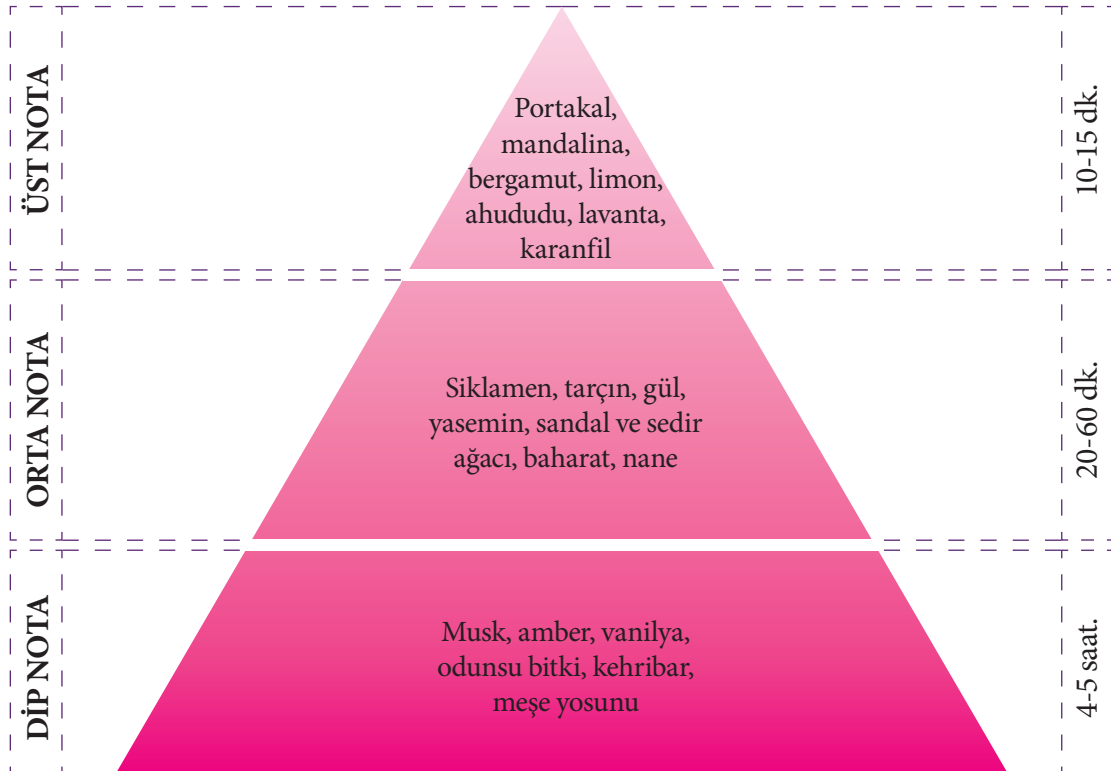 ÜST NOTA
Portakal,
mandalina,
bergamut, limon,
ahududu, lavanta,
karanfil
10-15 dk.
ORTA NOTA
Siklamen, tarçın, gül,
yasemin, sandal ve sedir
ağacı, baharat, nane
20-60 dk.
DİP NOTA
Musk, amber, vanilya,
odunsu bitki, kehribar,
meşe yosunu
4-5 saat.